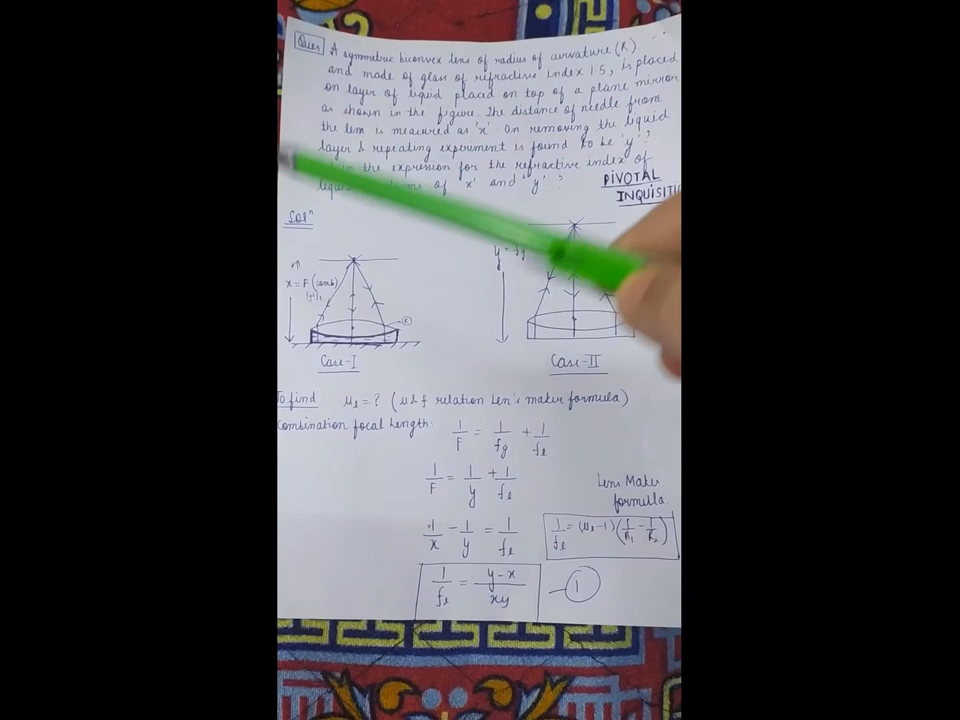 Ques A symmetric biconvex lens of radius of curvature (R)
and made of glass of refractive index 1.5, is placed
on layer of liquid placed on top of a plane mirror
as shown in the figure. The distance of needle from
the lens is measured as 'x'. On removing the liquid
layer & repeating experiment is found to be 'y'?
the expression for the refractive index of
of 'x' and 'y'?
PIVOTAL
INQUISITI
Solⁿ
x = F (comb)
Case-I
Case-II
To find: μl = ? (μ & f relation Len's maker formula)
Combination focal Length:
1/F = 1/fg + 1/fl
1/F = 1/y + 1/fl
Lens Maker
formula
1/x - 1/y = 1/fl
1/fl = (μl-1)(1/R1 - 1/R2)
1/fl = y-x/xy - 1